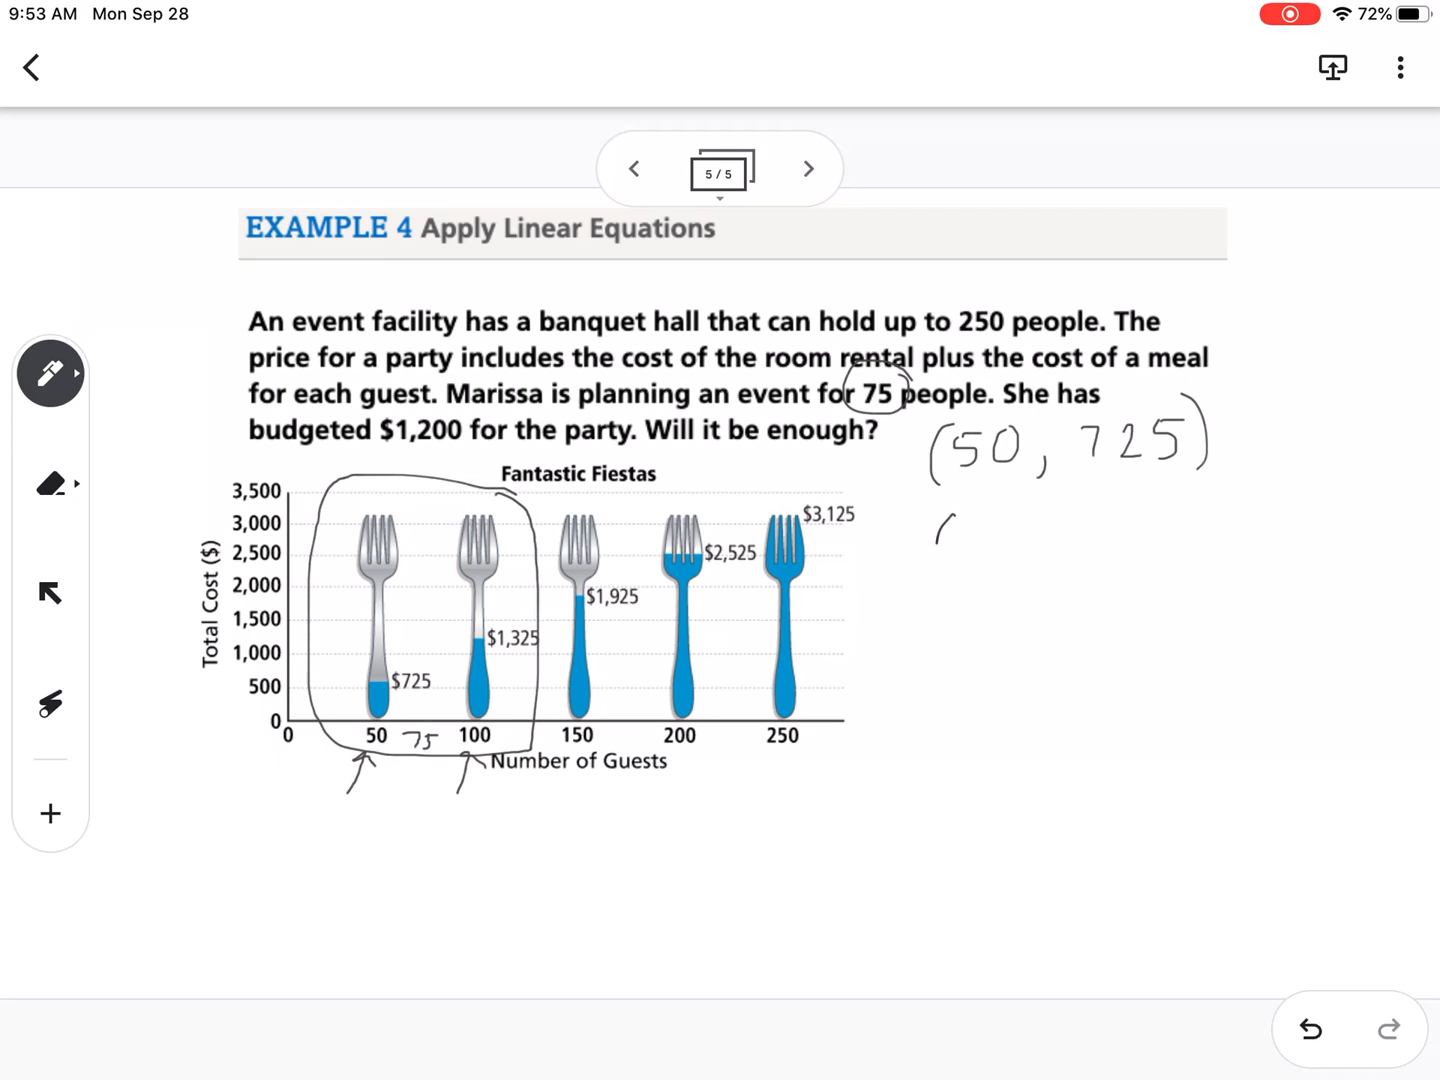 9:53 AM Mon Sep 28
72%
5 / 5
EXAMPLE 4 Apply Linear Equations
An event facility has a banquet hall that can hold up to 250 people. The
price for a party includes the cost of the room rental plus the cost of a meal
for each guest. Marissa is planning an event for 75 people. She has
budgeted $1,200 for the party. Will it be enough?
(50, 725)
(
Fantastic Fiestas
Total Cost ($)
3,500
3,000
2,500
2,000
1,500
1,000
500
0
$725
$1,325
$1,925
$2,525
$3,125
0 50 75 100 150 200 250
Number of Guests